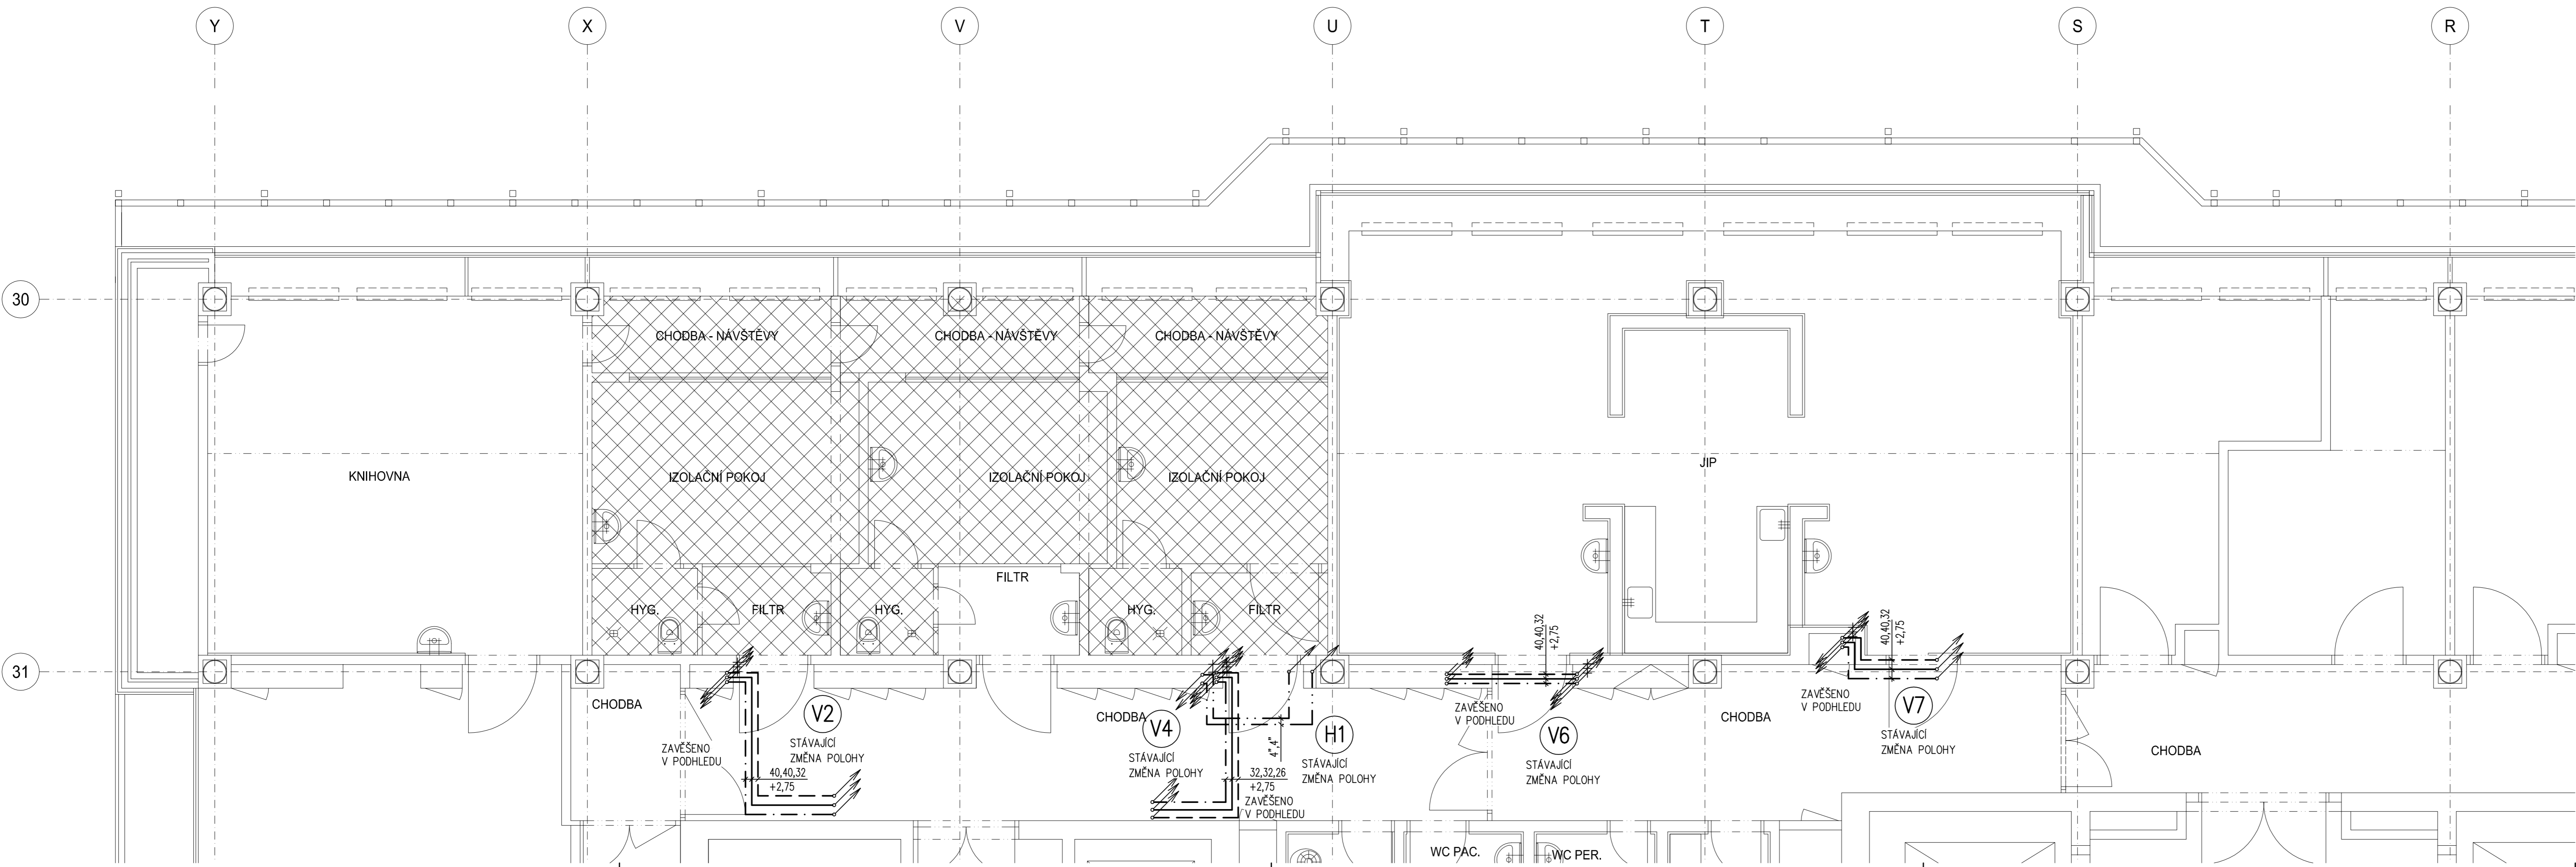 Y
X
V
U
T
S
R
30
CHODBA - NÁVŠTĚVY
CHODBA - NÁVŠTĚVY
CHODBA - NÁVŠTĚVY
KNIHOVNA
IZOLAČNÍ POKOJ
IZOLAČNÍ POKOJ
IZOLAČNÍ POKOJ
JIP
HYG.
FILTR
HYG.
FILTR
HYG.
FILTR
40,40,32
+2,75
40,40,32
+2,75
31
CHODBA
V2
STÁVAJÍCÍ
ZMĚNA POLOHY
ZAVĚŠENO
V PODHLEDU
40,40,32
+2,75
CHODBA
V4
STÁVAJÍCÍ
ZMĚNA POLOHY
32,32,26
+2,75
ZAVĚŠENO
V PODHLEDU
4",4"
H1
STÁVAJÍCÍ
ZMĚNA POLOHY
ZAVĚŠENO
V PODHLEDU
V6
STÁVAJÍCÍ
ZMĚNA POLOHY
CHODBA
ZAVĚŠENO
V PODHLEDU
V7
STÁVAJÍCÍ
ZMĚNA POLOHY
CHODBA
WC PAC.
WC PER.